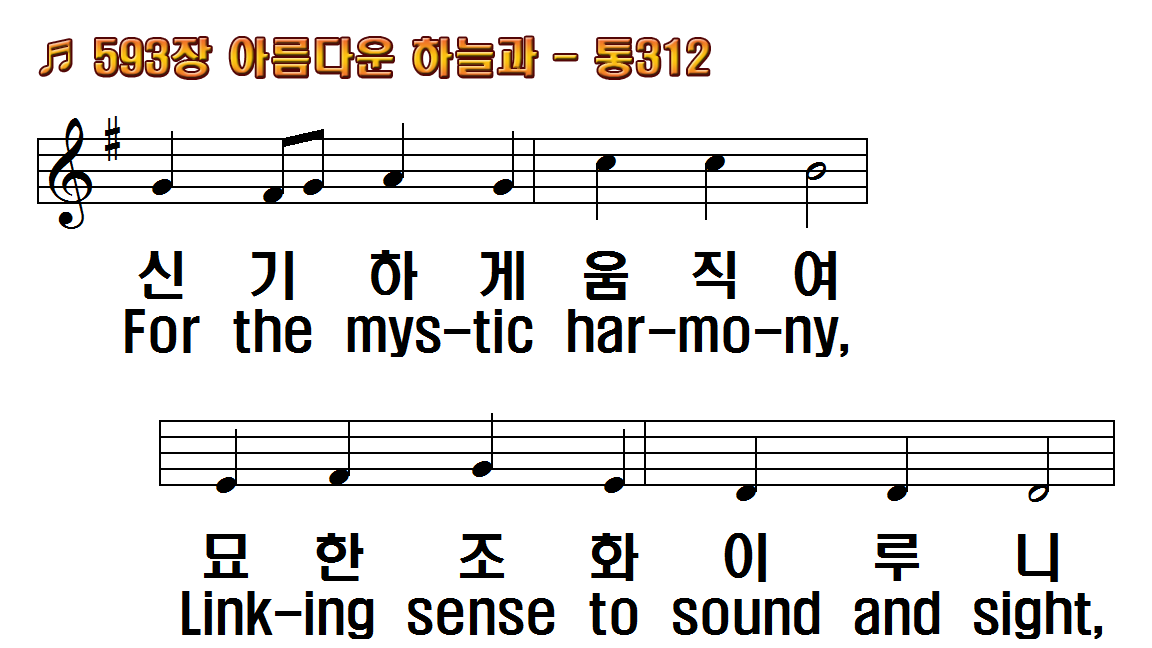 ♬ 593장 아름다운 하늘과 - 통312
신 기 하 게 움 직 여
For the mys-tic har-mo-ny,
묘 한 조 화 이 루 니
Link-ing sense to sound and sight,